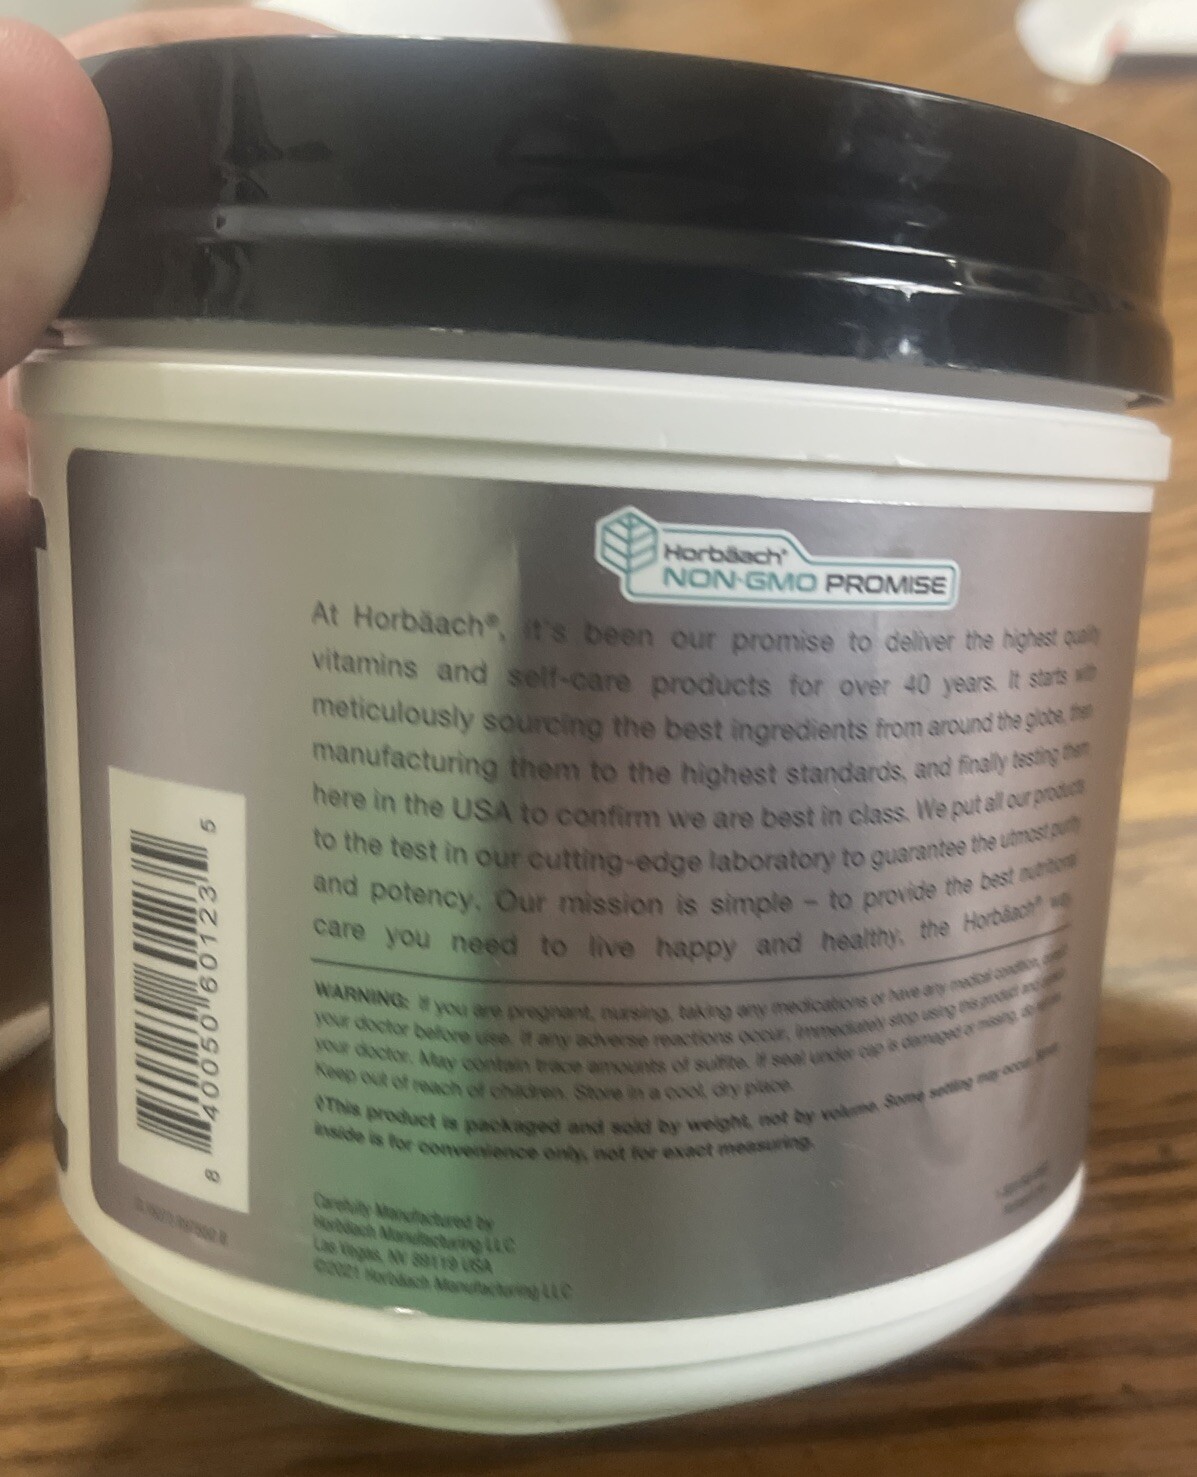 Horbäach®
NON-GMO PROMISE
At Horbäach®, it's been our promise to deliver the highest quality
vitamins and self-care products for over 40 years. It starts with
meticulously sourcing the best ingredients from around the globe, then
manufacturing them to the highest standards, and finally testing them
here in the USA to confirm we are best in class. We put all our products
to the test in our cutting-edge laboratory to guarantee the utmost purity
and potency. Our mission is simple – to provide the best nutritional
care you need to live happy and healthy, the Horbäach® way.
WARNING: If you are pregnant, nursing, taking any medications or have any medical condition, consult
your doctor before use. If any adverse reactions occur, immediately stop using this product and consult
your doctor. May contain trace amounts of sulfite. If seal under cap is damaged or missing, do not use.
Keep out of reach of children. Store in a cool, dry place.
◊This product is packaged and sold by weight, not by volume. Some settling may occur.
inside is for convenience only, not for exact measuring.
Carefully Manufactured by
Horbäach Manufacturing LLC
Las Vegas, NV 89119 USA
©2021 Horbäach Manufacturing LLC
8 40050 60123 5